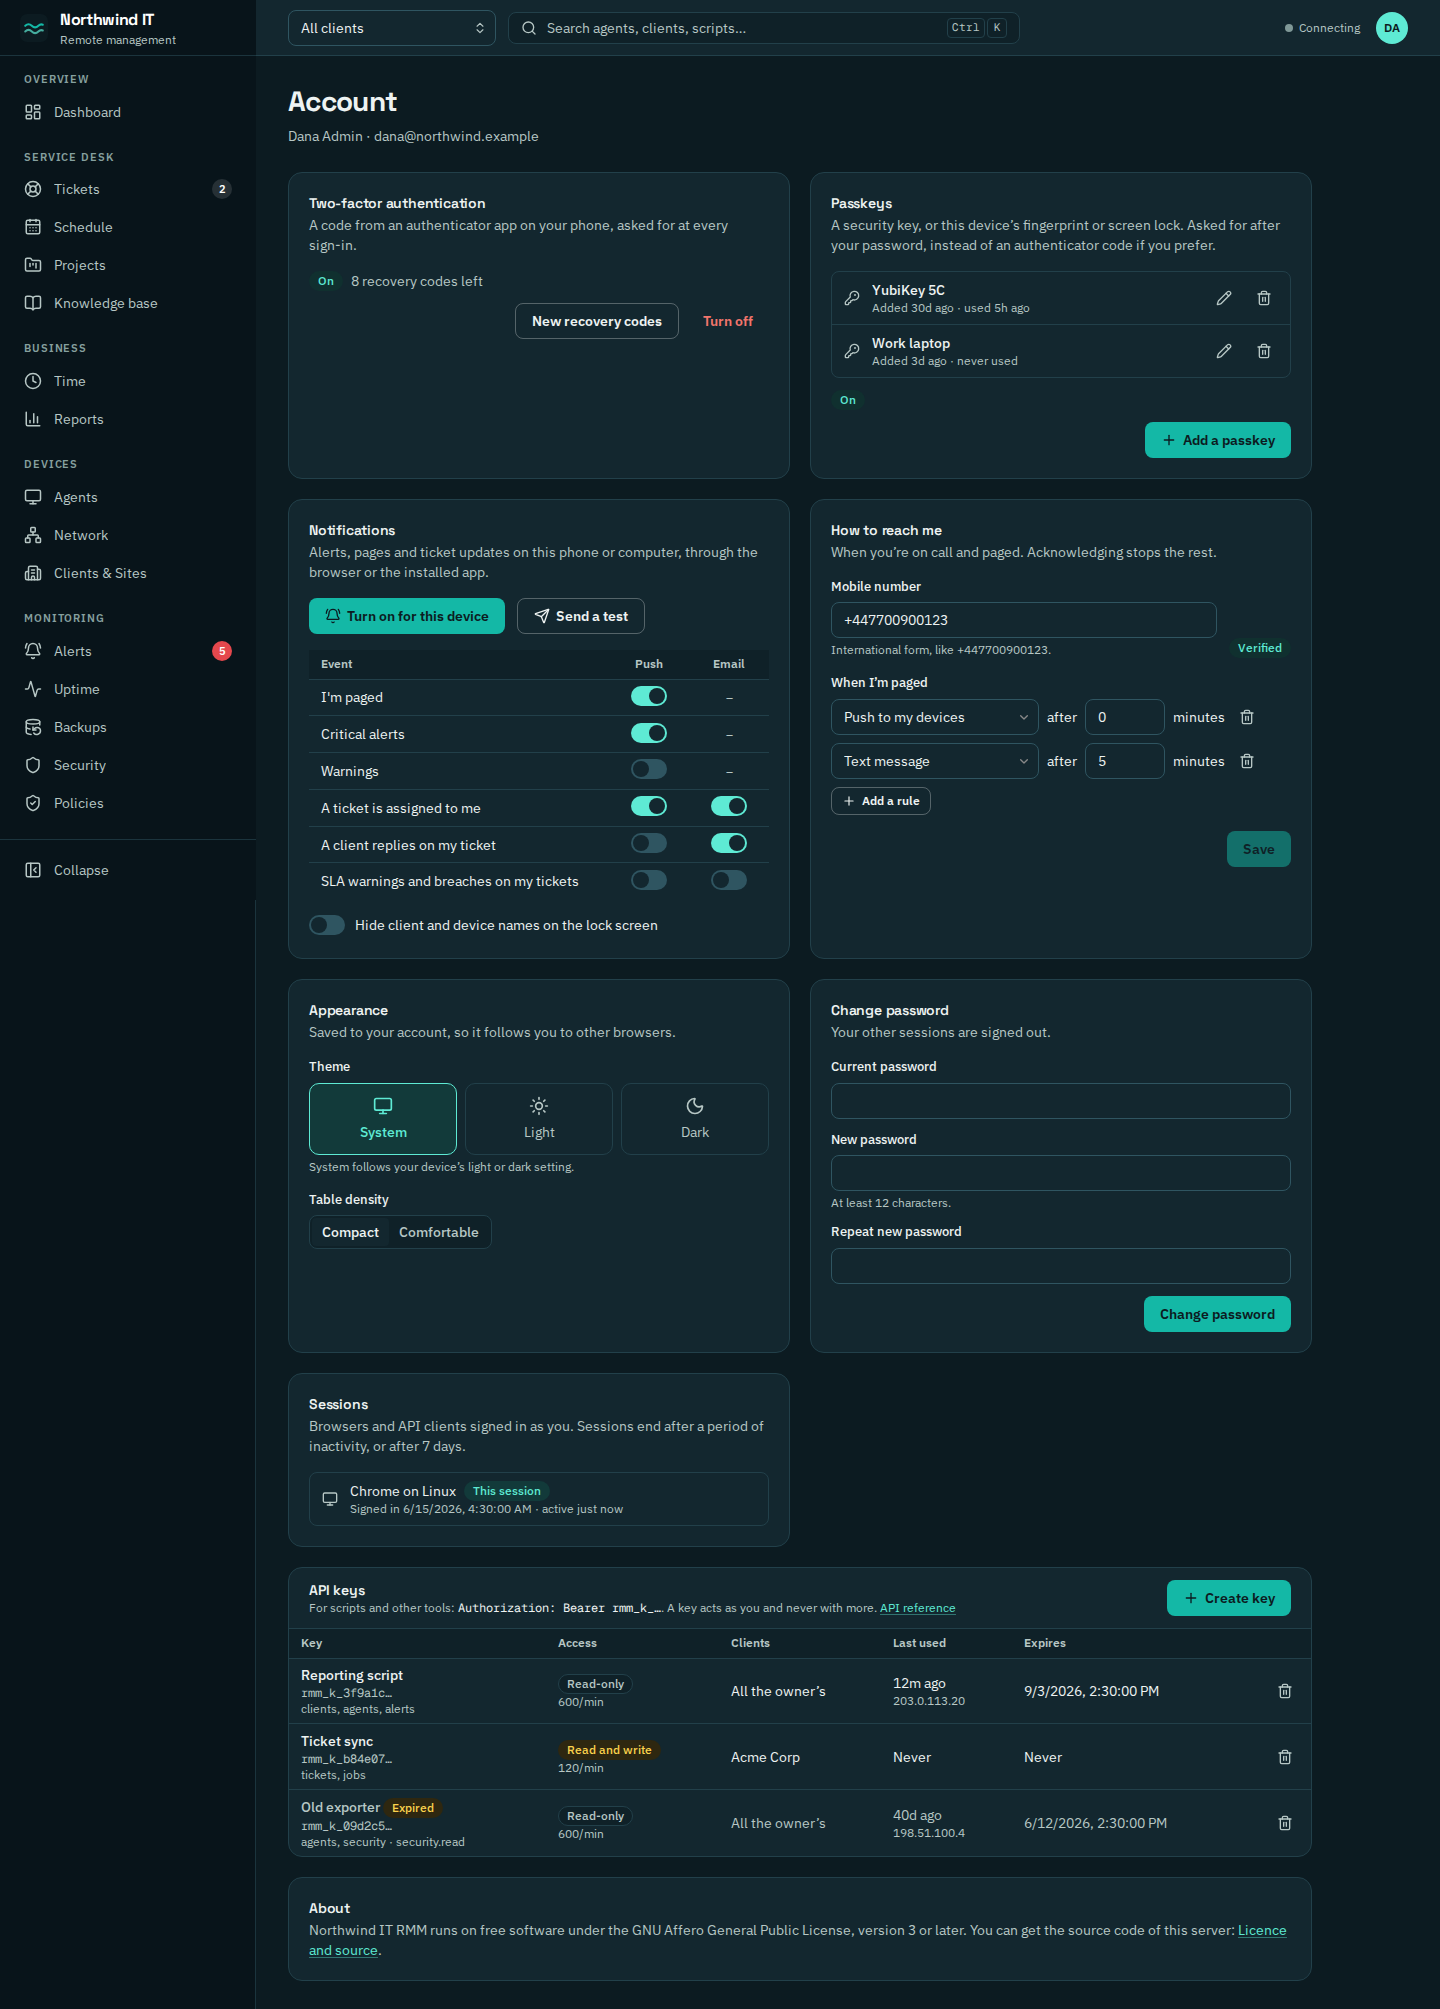 Northwind IT
Remote management
All clients
Search agents, clients, scripts...
Ctrl K
Connecting
DA
OVERVIEW
Dashboard
SERVICE DESK
Tickets 2
Schedule
Projects
Knowledge base
BUSINESS
Time
Reports
DEVICES
Agents
Network
Clients & Sites
MONITORING
Alerts 5
Uptime
Backups
Security
Policies
Collapse
Account
Dana Admin · dana@northwind.example
Two-factor authentication
A code from an authenticator app on your phone, asked for at every
sign-in.
On 8 recovery codes left
New recovery codes Turn off
Passkeys
A security key, or this device’s fingerprint or screen lock. Asked for after
your password, instead of an authenticator code if you prefer.
YubiKey 5C
Added 30d ago · used 5h ago
Work laptop
Added 3d ago · never used
On
Add a passkey
Notifications
Alerts, pages and ticket updates on this phone or computer, through the
browser or the installed app.
Turn on for this device Send a test
Event Push Email
I'm paged –
Critical alerts –
Warnings –
A ticket is assigned to me
A client replies on my ticket
SLA warnings and breaches on my tickets
Hide client and device names on the lock screen
How to reach me
When you’re on call and paged. Acknowledging stops the rest.
Mobile number
+447700900123
International form, like +447700900123.
Verified
When I’m paged
Push to my devices after 0 minutes
Text message after 5 minutes
Add a rule
Save
Appearance
Saved to your account, so it follows you to other browsers.
Theme
System Light Dark
System follows your device’s light or dark setting.
Table density
Compact Comfortable
Change password
Your other sessions are signed out.
Current password
New password
At least 12 characters.
Repeat new password
Change password
Sessions
Browsers and API clients signed in as you. Sessions end after a period of
inactivity, or after 7 days.
Chrome on Linux This session
Signed in 6/15/2026, 4:30:00 AM · active just now
API keys
For scripts and other tools: Authorization: Bearer rmm_k_…. A key acts as you and never with more. API reference
Create key
Key Access Clients Last used Expires
Reporting script
rmm_k_3f9a1c…
clients, agents, alerts
Read-only
600/min
All the owner’s
12m ago
203.0.113.20
9/3/2026, 2:30:00 PM
Ticket sync
rmm_k_b84e07…
tickets, jobs
Read and write
120/min
Acme Corp
Never
Never
Old exporter Expired
rmm_k_09d2c5…
agents, security · security.read
Read-only
600/min
All the owner’s
40d ago
198.51.100.4
6/12/2026, 2:30:00 PM
About
Northwind IT RMM runs on free software under the GNU Affero General Public License, version 3 or later. You can get the source code of this server: Licence
and source.